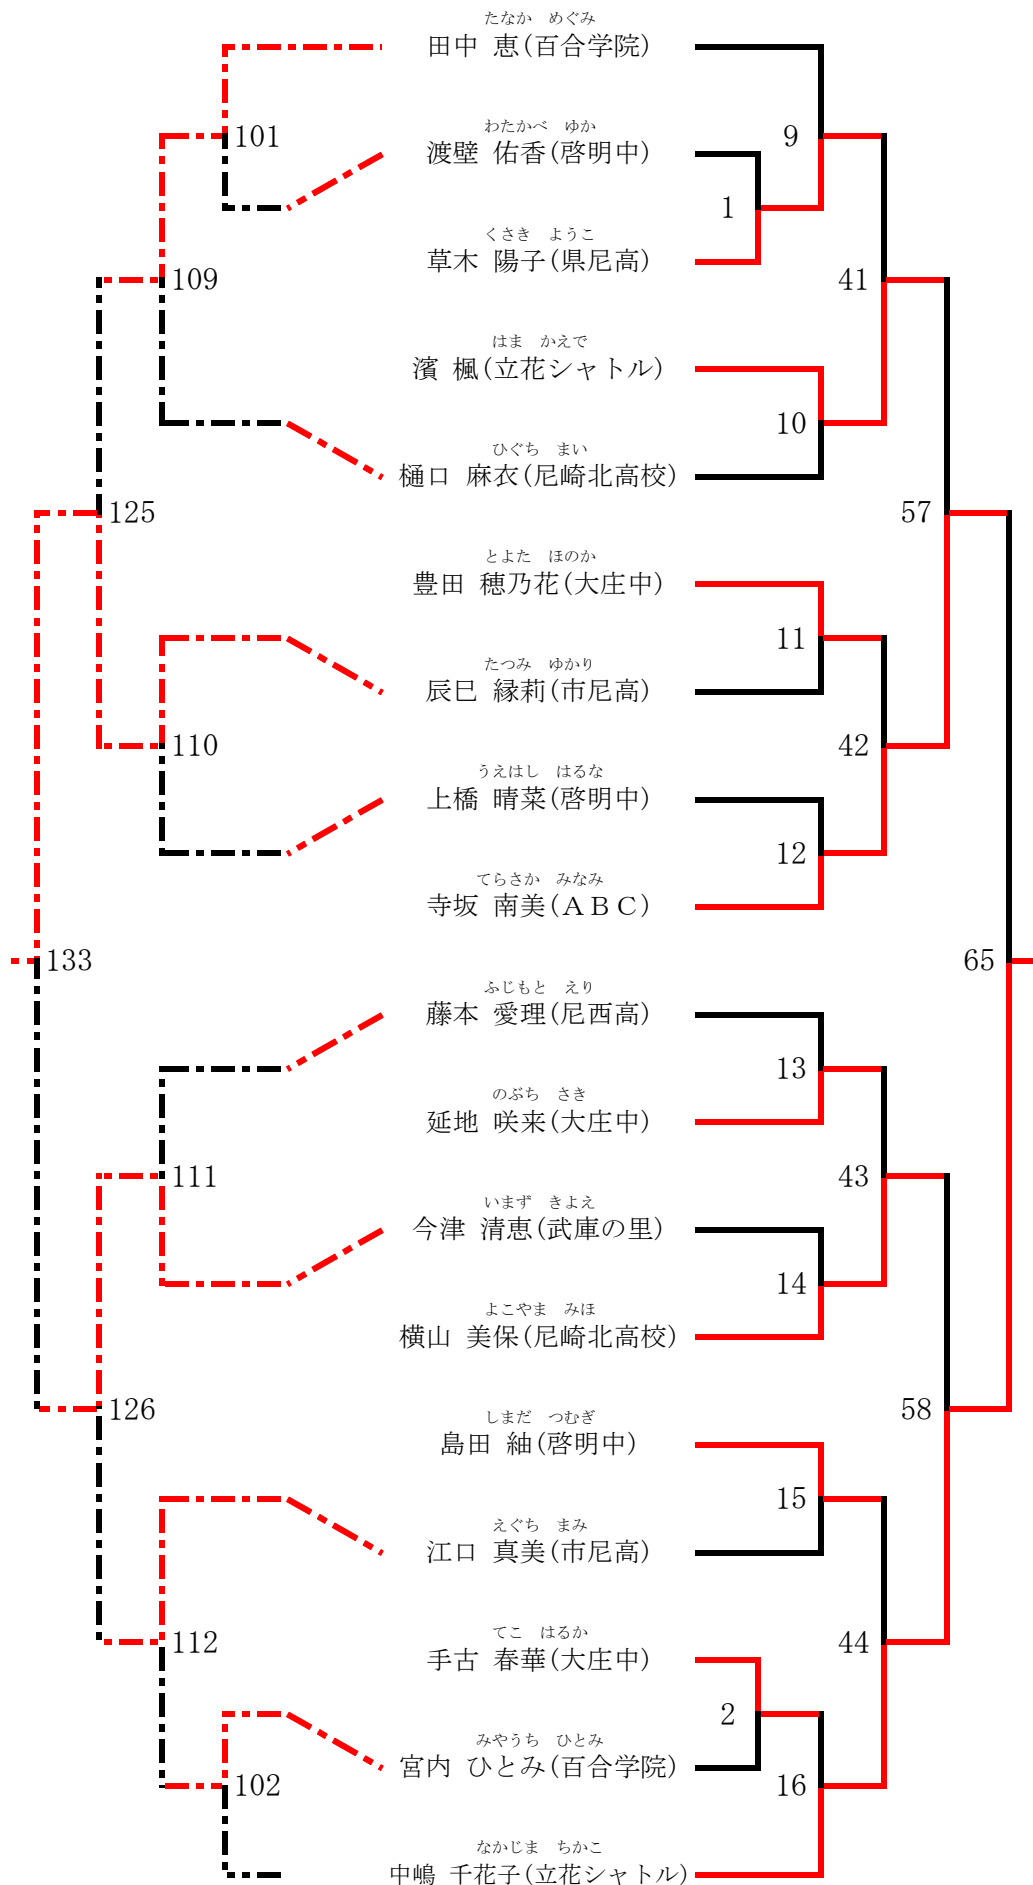 たなか めぐみ
田中 恵(百合学院)
101
わたかべ ゆか
渡壁 佑香(啓明中)
9
1
くさき ようこ
草木 陽子(県尼高)
109
41
はま かえで
濱 楓(立花シャトル)
10
ひぐち まい
樋口 麻衣(尼崎北高校)
125
57
とよた ほのか
豊田 穂乃花(大庄中)
11
たつみ ゆかり
辰巳 縁莉(市尼高)
110
42
うえはし はるな
上橋 晴菜(啓明中)
12
てらさか みなみ
寺坂 南美(ABC)
133
65
ふじもと えり
藤本 愛理(尼西高)
13
のぶち さき
延地 咲来(大庄中)
111
43
いまず きよえ
今津 清恵(武庫の里)
14
よこやま みほ
横山 美保(尼崎北高校)
126
58
しまだ つむぎ
島田 紬(啓明中)
15
えぐち まみ
江口 真美(市尼高)
112
44
てこ はるか
手古 春華(大庄中)
2
みやうち ひとみ
宮内 ひとみ(百合学院)
102
16
なかじま ちかこ
中嶋 千花子(立花シャトル)